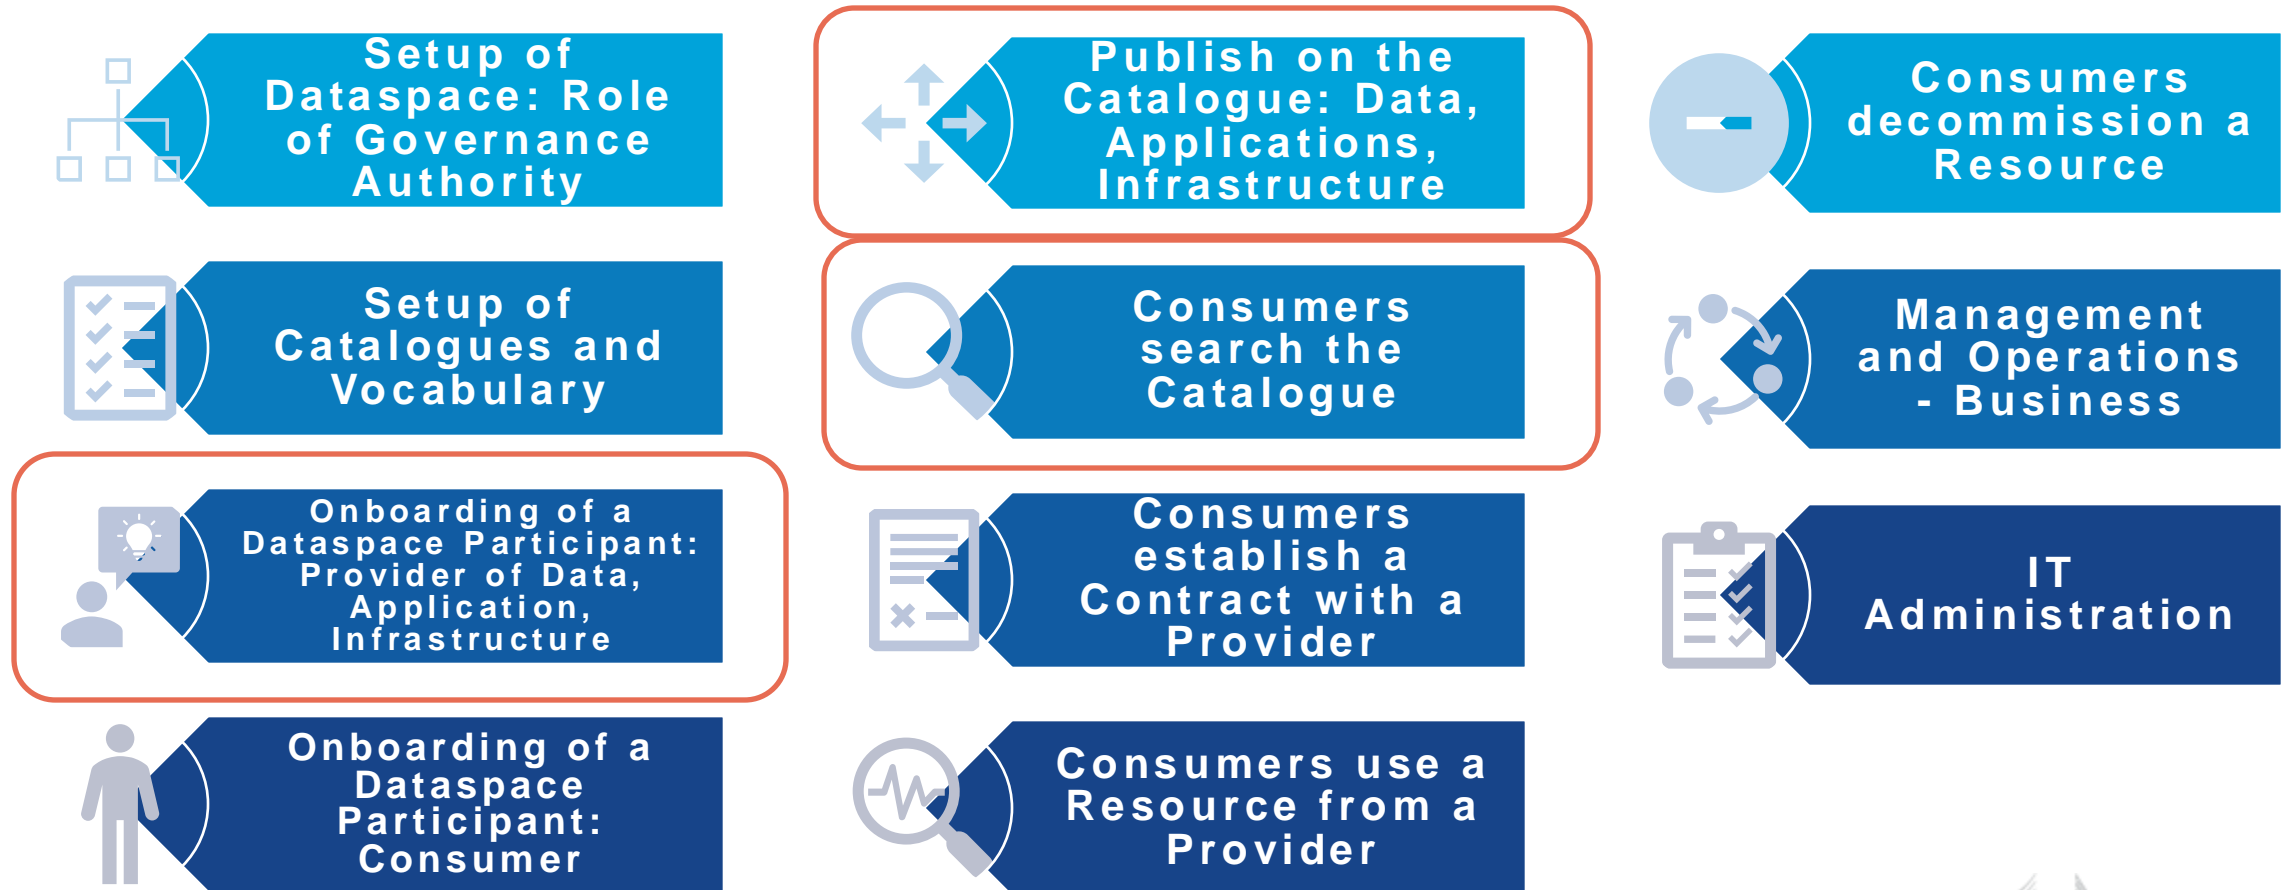 Setup of
Dataspace: Role
of Governance
Authority
Setup of
Catalogues and
Vocabulary
Onboarding of a
Dataspace Participant:
Provider of Data,
Application,
Infrastructure
Onboarding of a
Dataspace
Participant:
Consumer
Publish on the
Catalogue: Data,
Applications,
Infrastructure
Consumers
search the
Catalogue
Consumers
establish a
Contract with a
Provider
Consumers use a
Resource from a
Provider
Consumers
decommission a
Resource
Management
and Operations
- Business
IT
Administration